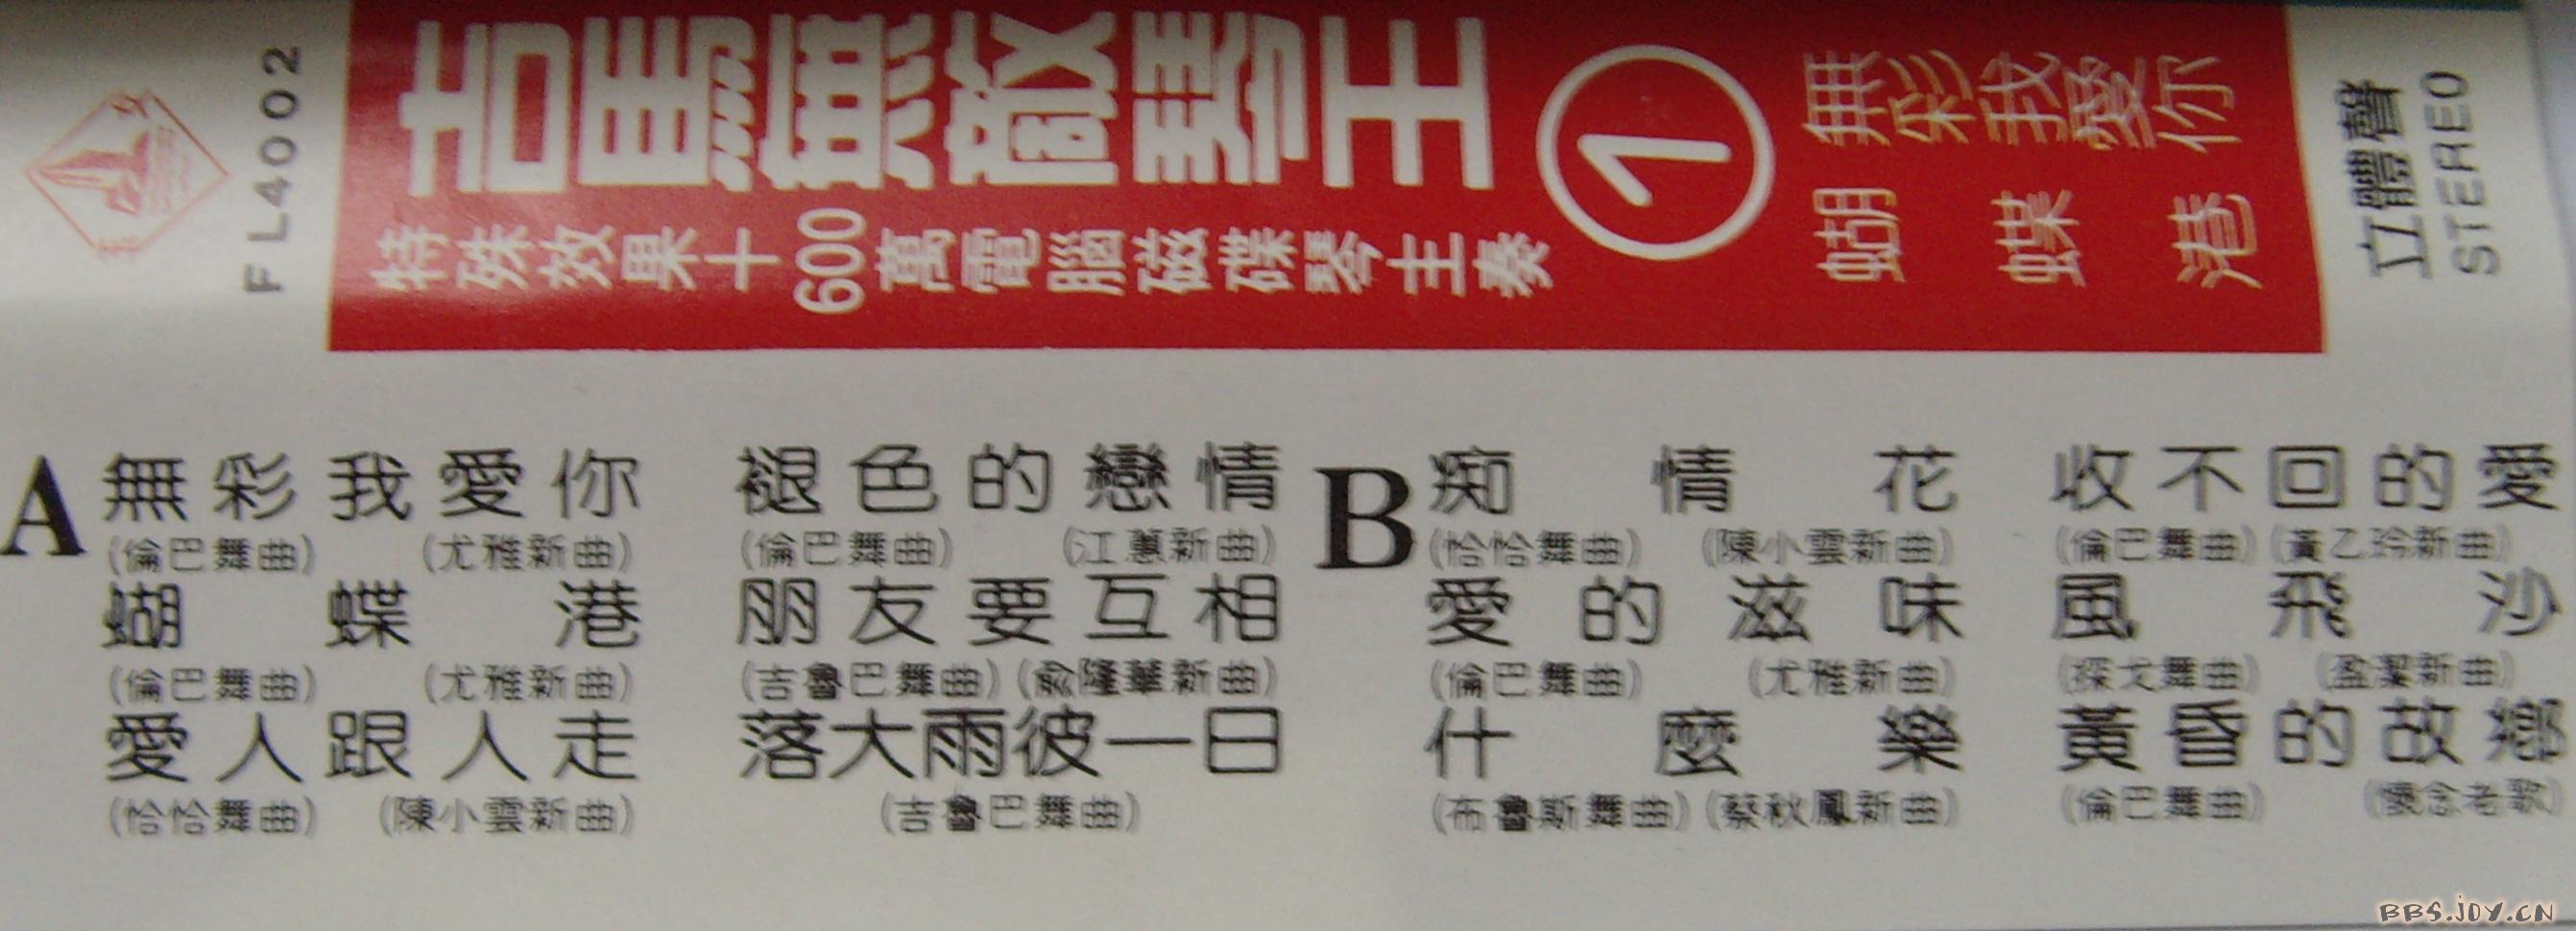 FL4002
吉馬無敵琴王
特殊效果十600萬電腦磁碟琴主奏
1
無彩我愛你
蝴蝶港
立體聲
STEREO
A
無彩我愛你
(倫巴舞曲) (尤雅新曲)
蝴蝶港
(倫巴舞曲) (尤雅新曲)
愛人跟人走
(恰恰舞曲) (陳小雲新曲)
褪色的戀情
(倫巴舞曲) (江蕙新曲)
朋友要互相
(吉魯巴舞曲) (俞隆華新曲)
落大雨彼一日
(吉魯巴舞曲)
B
痴情花
(恰恰舞曲) (陳小雲新曲)
愛的滋味
(倫巴舞曲) (尤雅新曲)
什麼樂
(布魯斯舞曲) (蔡秋鳳新曲)
收不回的愛
(倫巴舞曲) (黃乙玲新曲)
風飛沙
(探戈舞曲) (盈潔新曲)
黃昏的故鄉
(倫巴舞曲) (懷念老歌)
BBS.JOY.CN